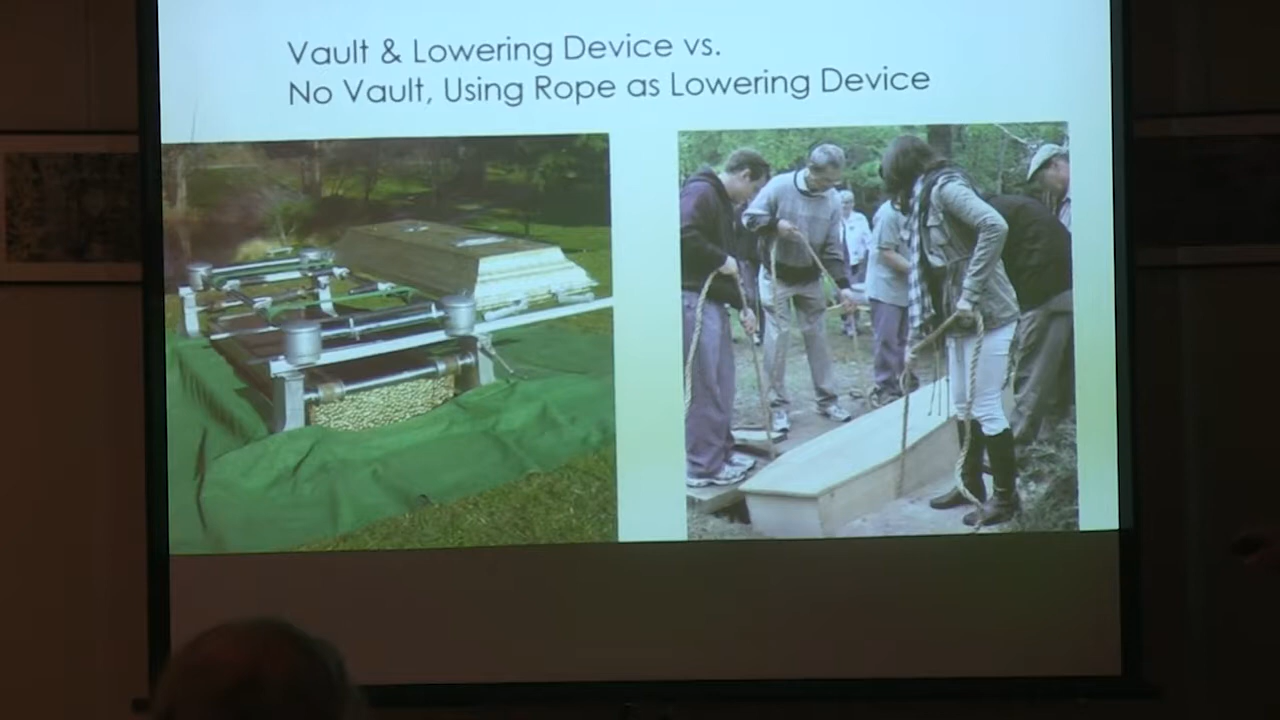 Vault & Lowering Device vs.
No Vault, Using Rope as Lowering Device